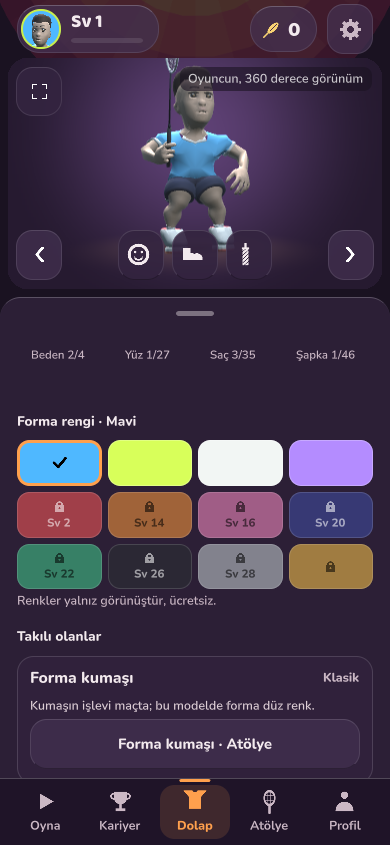 Sv 1
0
Oyuncun, 360 derece görünüm
Beden 2/4
Yüz 1/27
Saç 3/35
Şapka 1/46
Forma rengi · Mavi
Sv 2
Sv 14
Sv 16
Sv 20
Sv 22
Sv 26
Sv 28
Renkler yalnız görünüştür, ücretsiz.
Takılı olanlar
Forma kumaşı
Klasik
Kumaşın işlevi maçta; bu modelde forma düz renk.
Forma kumaşı · Atölye
Oyna
Kariyer
Dolap
Atölye
Profil